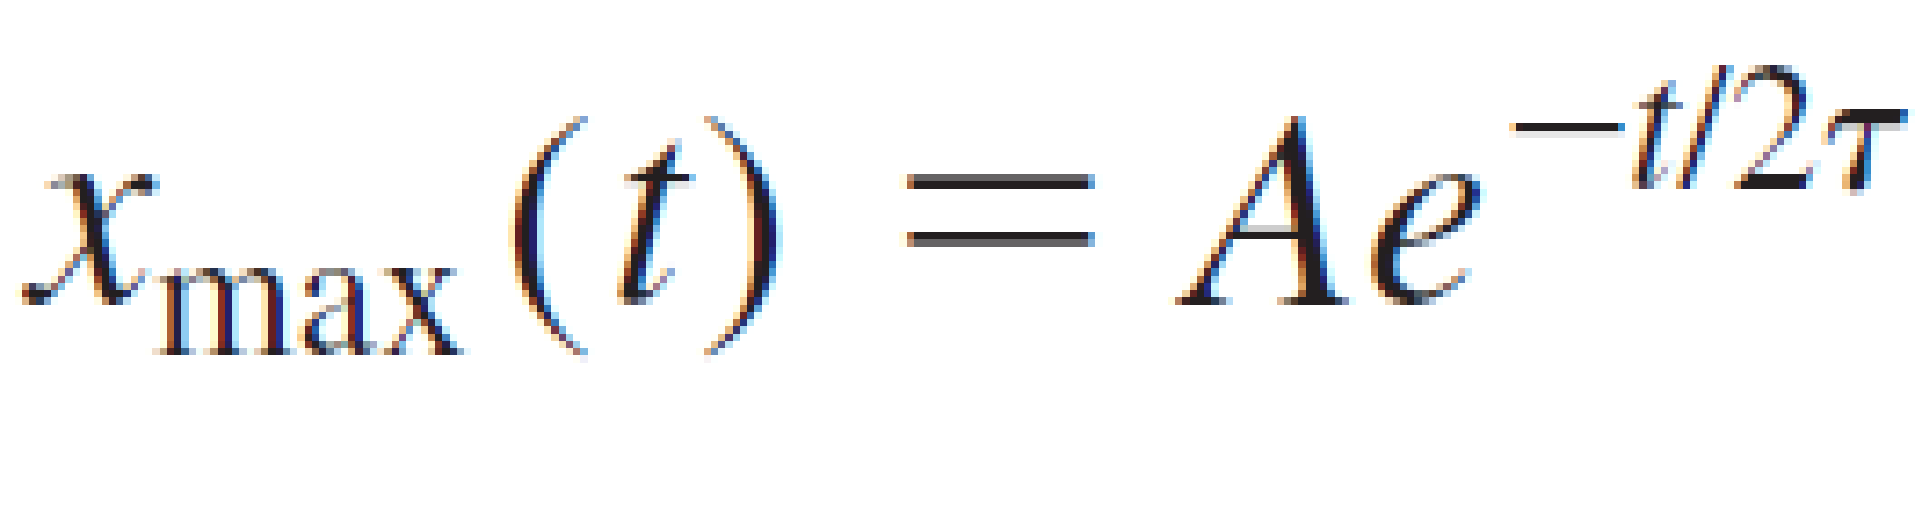 x_max (t) = Ae^{−t/2τ}